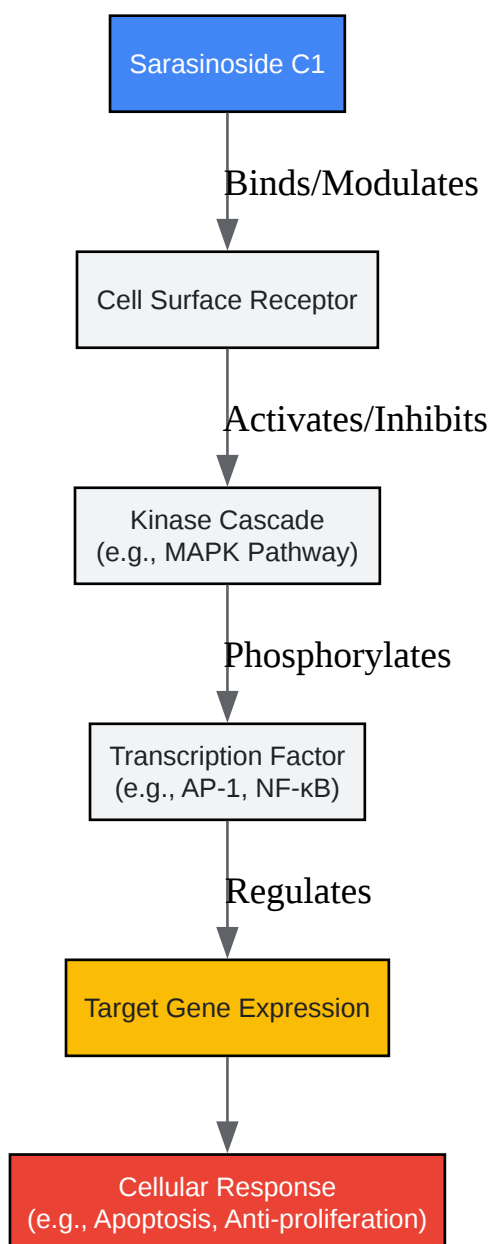 Sarasinoside C1
Binds/Modulates
Cell Surface Receptor
Activates/Inhibits
Kinase Cascade
(e.g., MAPK Pathway)
Phosphorylates
Transcription Factor
(e.g., AP-1, NF-κB)
Regulates
Target Gene Expression
Cellular Response
(e.g., Apoptosis, Anti-proliferation)